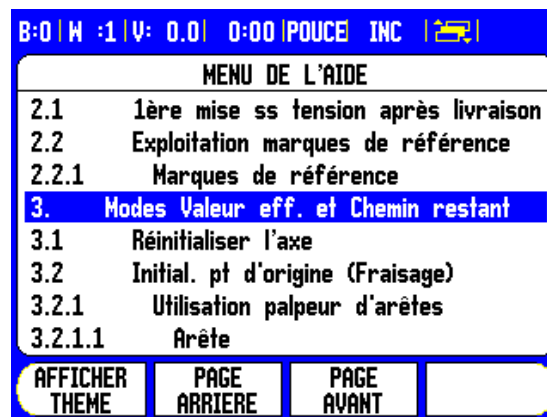 B:0 | W :1 | V: 0.0 | 0:00 | POUCE | INC | |
MENU DE L'AIDE
2.1 1ère mise ss tension après livraison
2.2 Exploitation marques de référence
2.2.1 Marques de référence
3. Modes Valeur eff. et Chemin restant
3.1 Réinitialiser l'axe
3.2 Initial. pt d'origine (Fraisage)
3.2.1 Utilisation palpeur d'arêtes
3.2.1.1 Arête
AFFICHER THEME
PAGE ARRIERE
PAGE AVANT